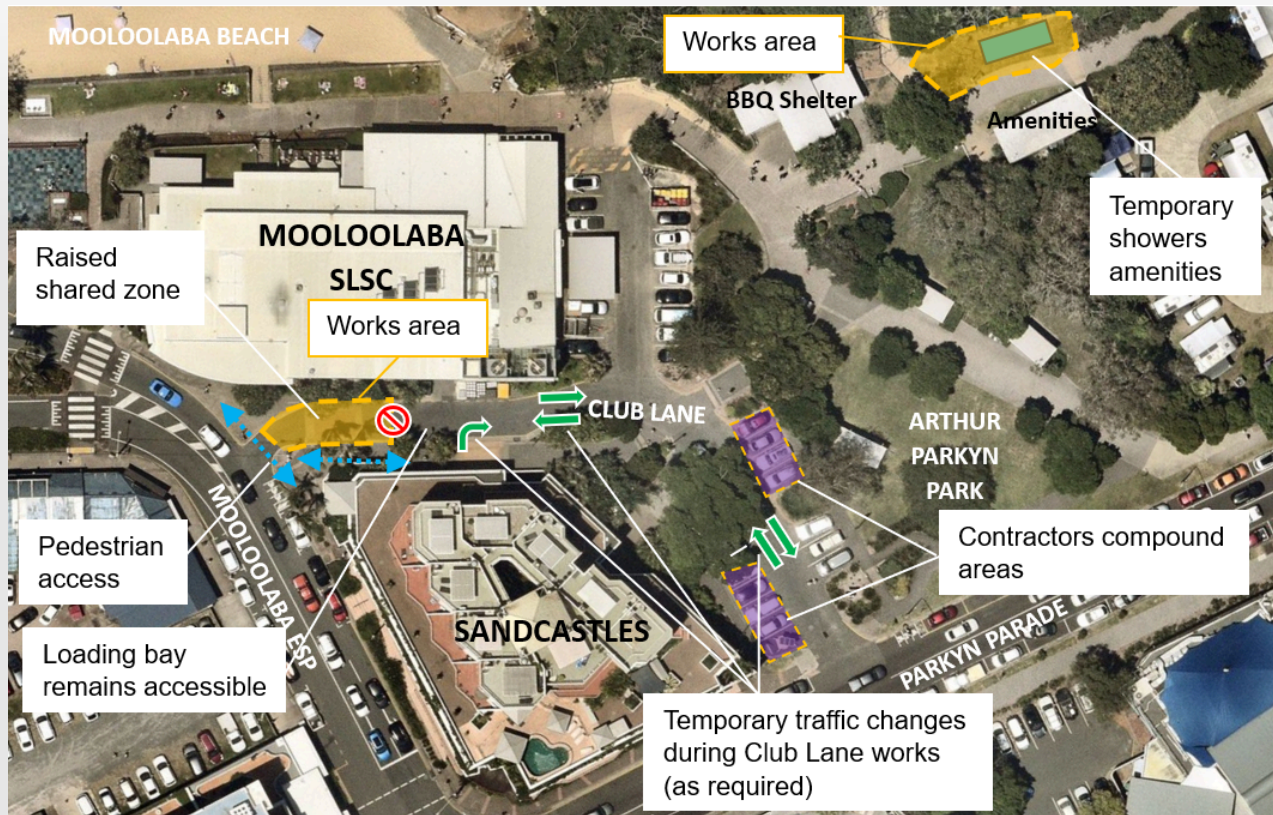 MOOLOOLABA BEACH
Works area
BBQ Shelter
Amenities
Temporary
showers
amenities
MOOLOOLABA
SLSC
Raised
shared zone
Works area
CLUB LANE
ARTHUR
PARKYN
PARK
Pedestrian
access
MOOLOOLABA ESP
Contractors compound
areas
SANDCASTLES
PARKYN PARADE
Loading bay
remains accessible
Temporary traffic changes
during Club Lane works
(as required)